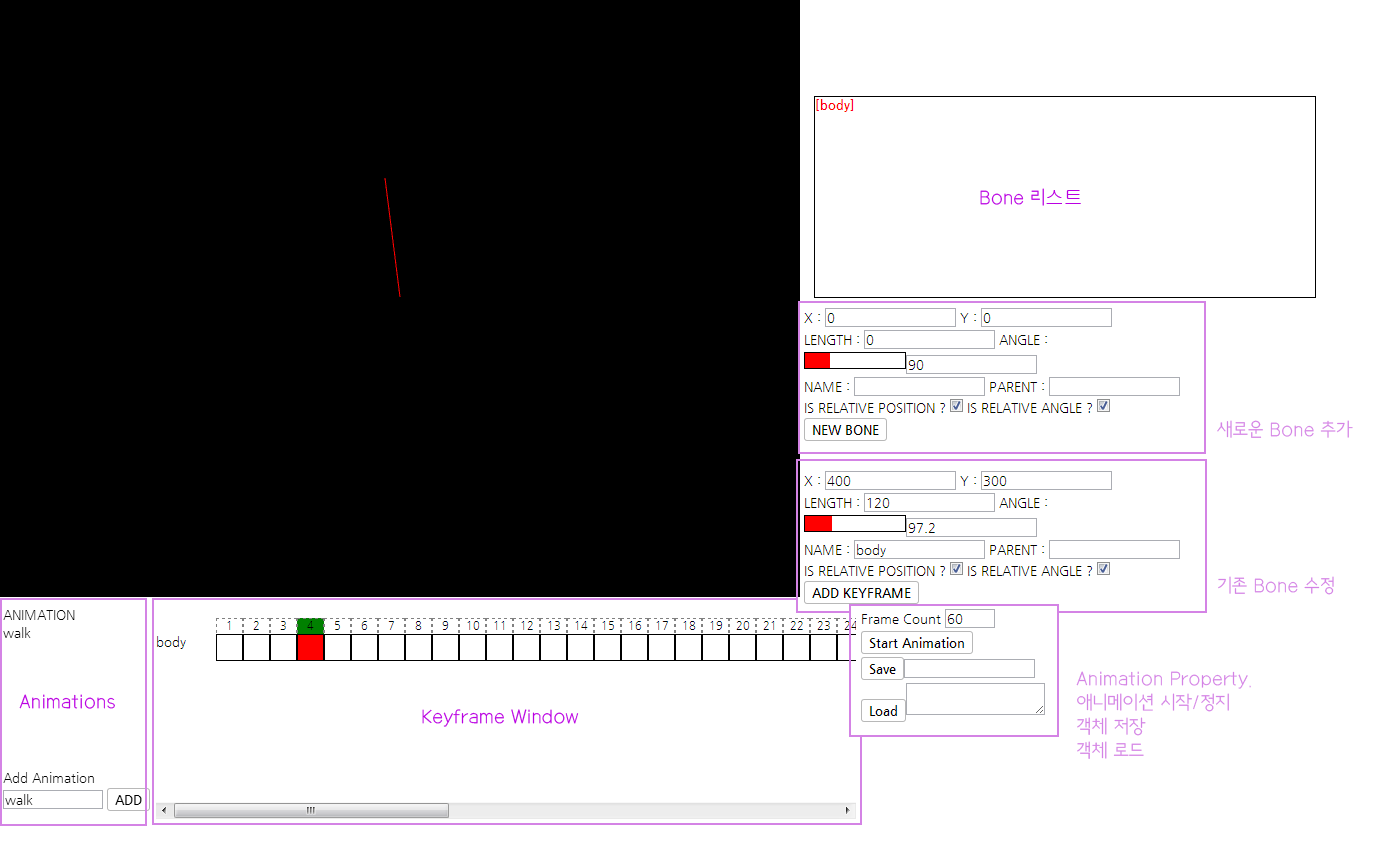 [body]
Bone 리스트
X : 0 Y : 0
LENGTH : 0 ANGLE :
90
NAME : PARENT :
IS RELATIVE POSITION ? IS RELATIVE ANGLE ?
NEW BONE
새로운 Bone 추가
X : 400 Y : 300
LENGTH : 120 ANGLE :
97.2
NAME : body PARENT :
IS RELATIVE POSITION ? IS RELATIVE ANGLE ?
ADD KEYFRAME
기존 Bone 수정
ANIMATION
walk
Animations
Add Animation
walk ADD
1 2 3 4 5 6 7 8 9 10 11 12 13 14 15 16 17 18 19 20 21 22 23 24
body
Keyframe Window
Frame Count 60
Start Animation
Save
Load
Animation Property.
애니메이션 시작/정지
객체 저장
객체 로드